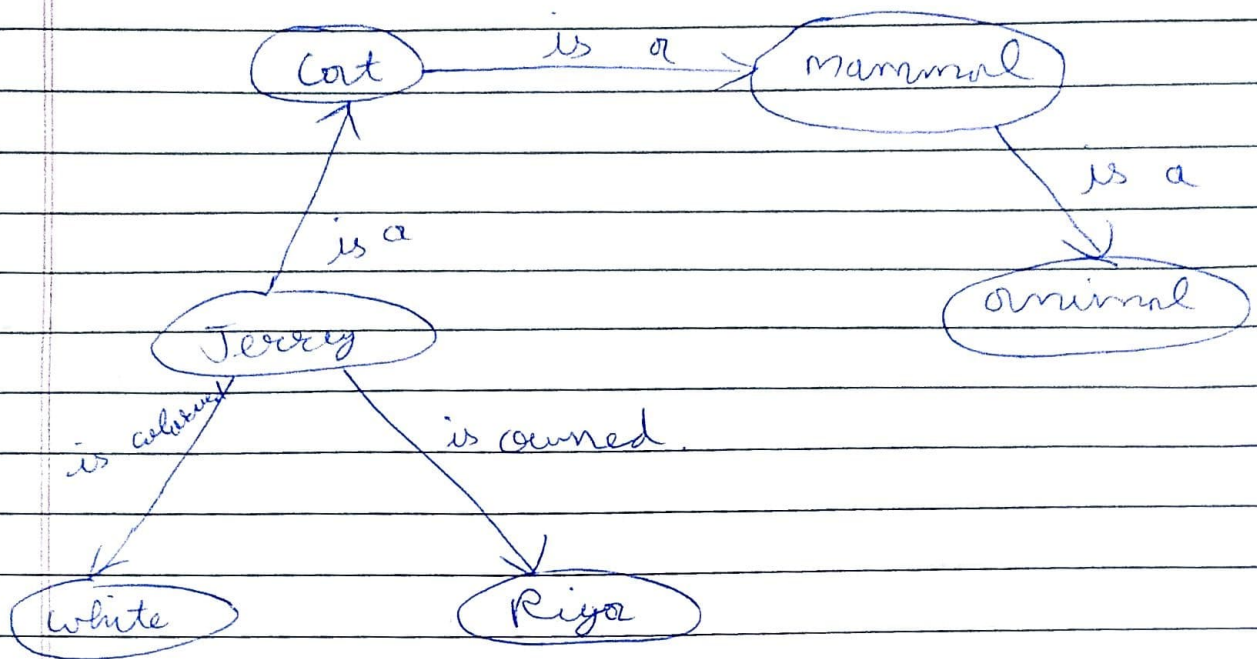 Cat is a mammal
is a
is a
Jerry
animal
is coloured
is owned.
white
Riya